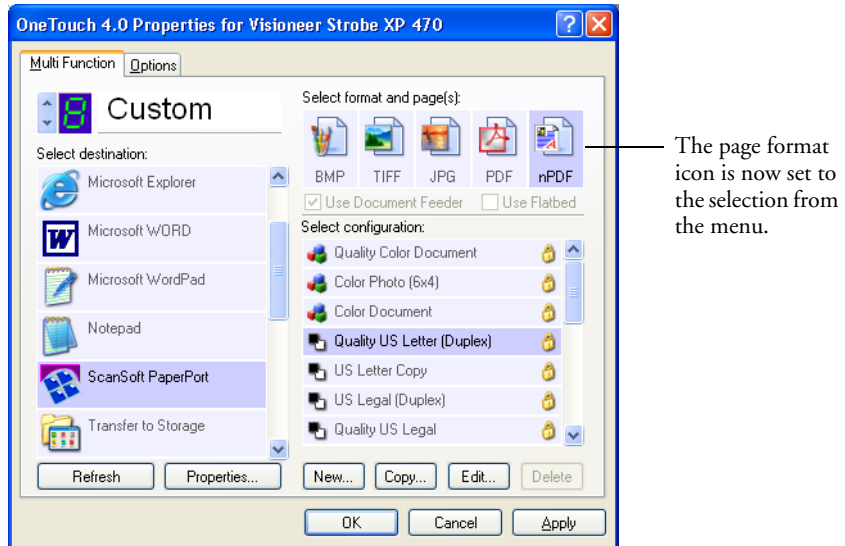 OneTouch 4.0 Properties for Visioneer Strobe XP 470
Multi Function
Options
8
Custom
Select destination:
Microsoft Explorer
Microsoft WORD
Microsoft WordPad
Notepad
ScanSoft PaperPort
Transfer to Storage
Refresh
Properties...
Select format and page(s):
BMP TIFF JPG PDF nPDF
Use Document Feeder
Use Flatbed
Select configuration:
Quality Color Document
Color Photo (6x4)
Color Document
Quality US Letter (Duplex)
US Letter Copy
US Legal (Duplex)
Quality US Legal
New... Copy... Edit... Delete
OK Cancel Apply
The page format
icon is now set to
the selection from
the menu.